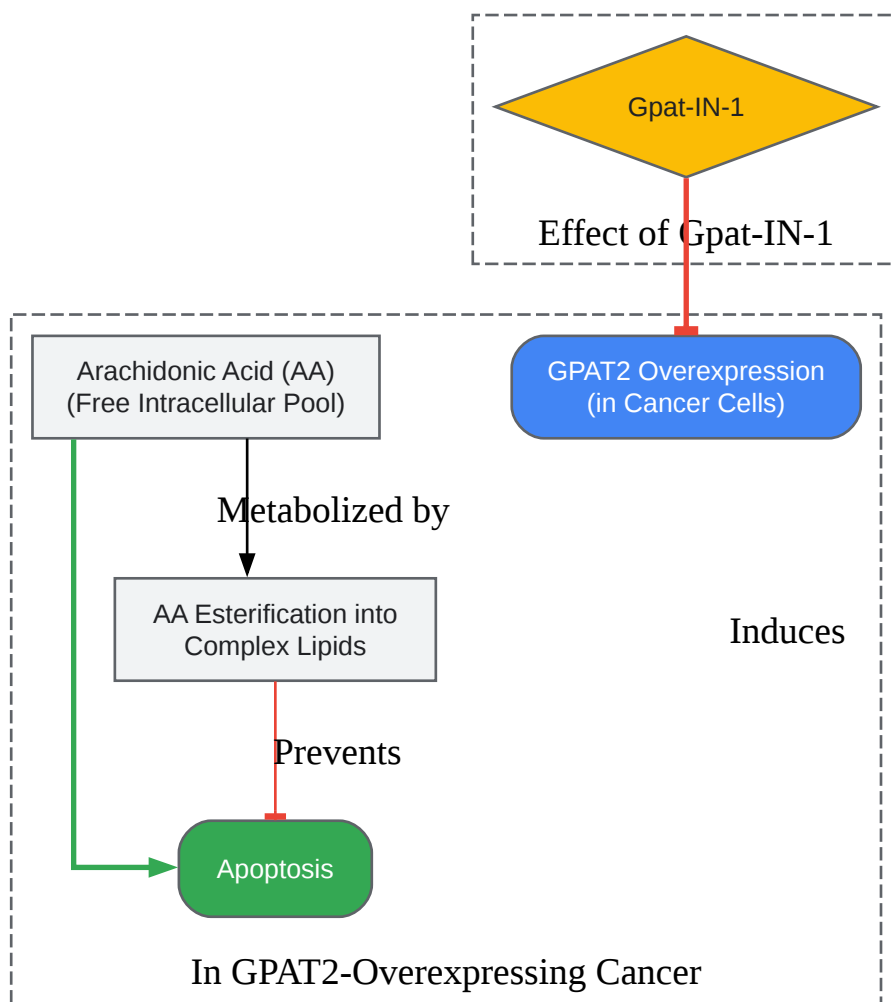 Gpat-IN-1
Effect of Gpat-IN-1
Arachidonic Acid (AA)
(Free Intracellular Pool)
GPAT2 Overexpression
(in Cancer Cells)
Metabolized by
AA Esterification into
Complex Lipids
Induces
Prevents
Apoptosis
In GPAT2-Overexpressing Cancer